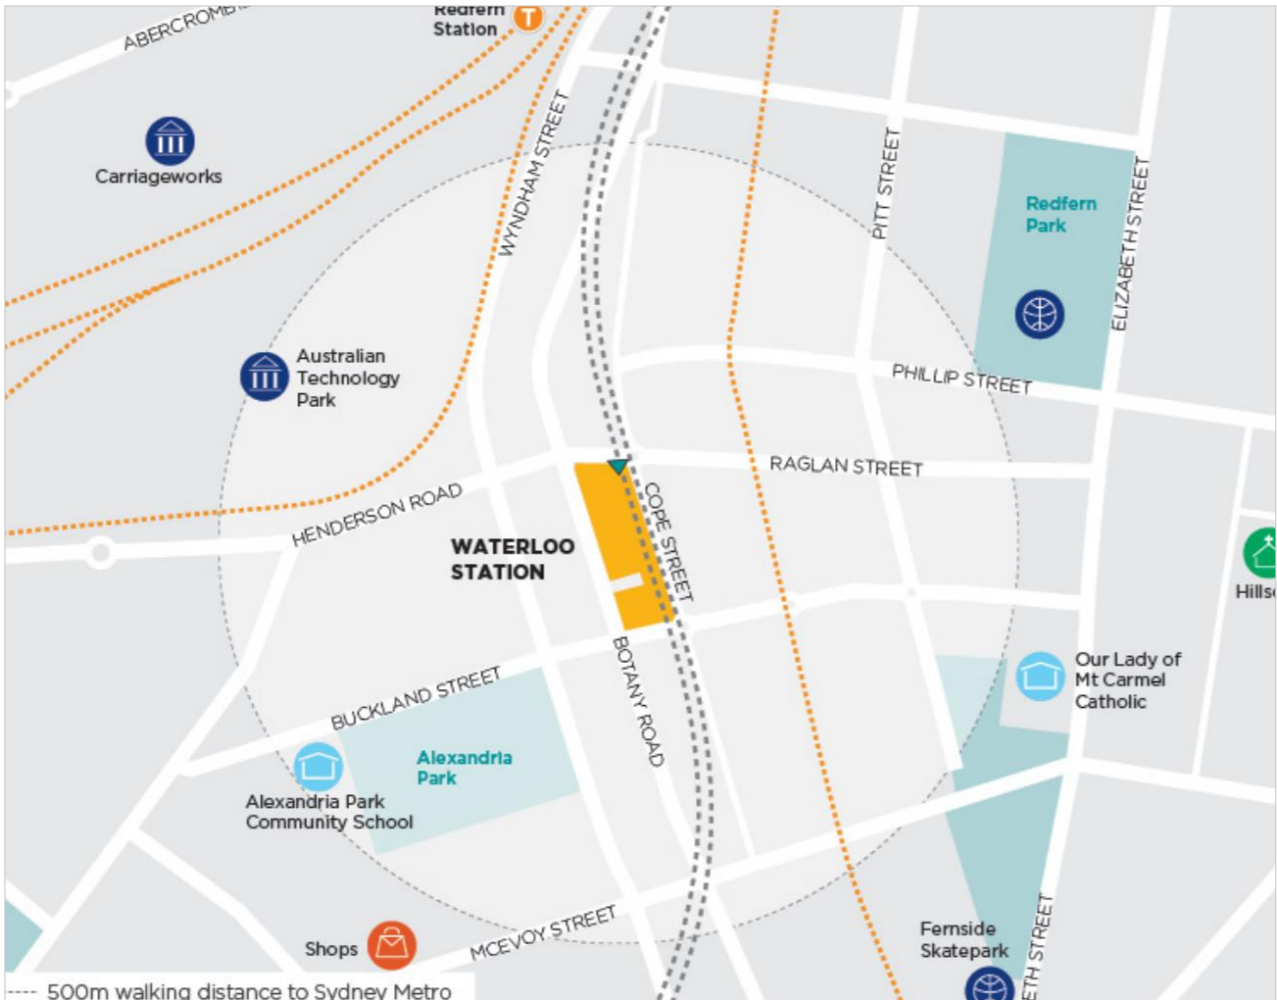 Redfern
Station
T
Carriageworks
WYNDHAM STREET
PITT STREET
Redfern
Park
ELIZABETH STREET
Australian
Technology
Park
PHILLIP STREET
RAGLAN STREET
HENDERSON ROAD
WATERLOO
STATION
COPE STREET
BOTANY ROAD
BUCKLAND STREET
Our Lady of
Mt Carmel
Catholic
Alexandria
Park
Alexandria Park
Community School
Shops
MCEVOY STREET
Fernside
Skatepark
STREET
500m walking distance to Sydney Metro